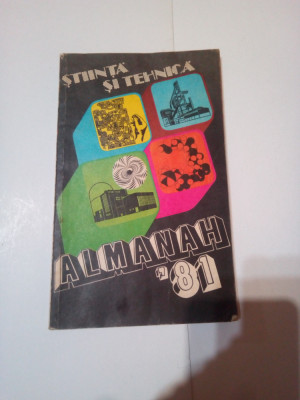 ȘTIINȚĂ
ȘI TEHNICĂ
ALMANAH
'81